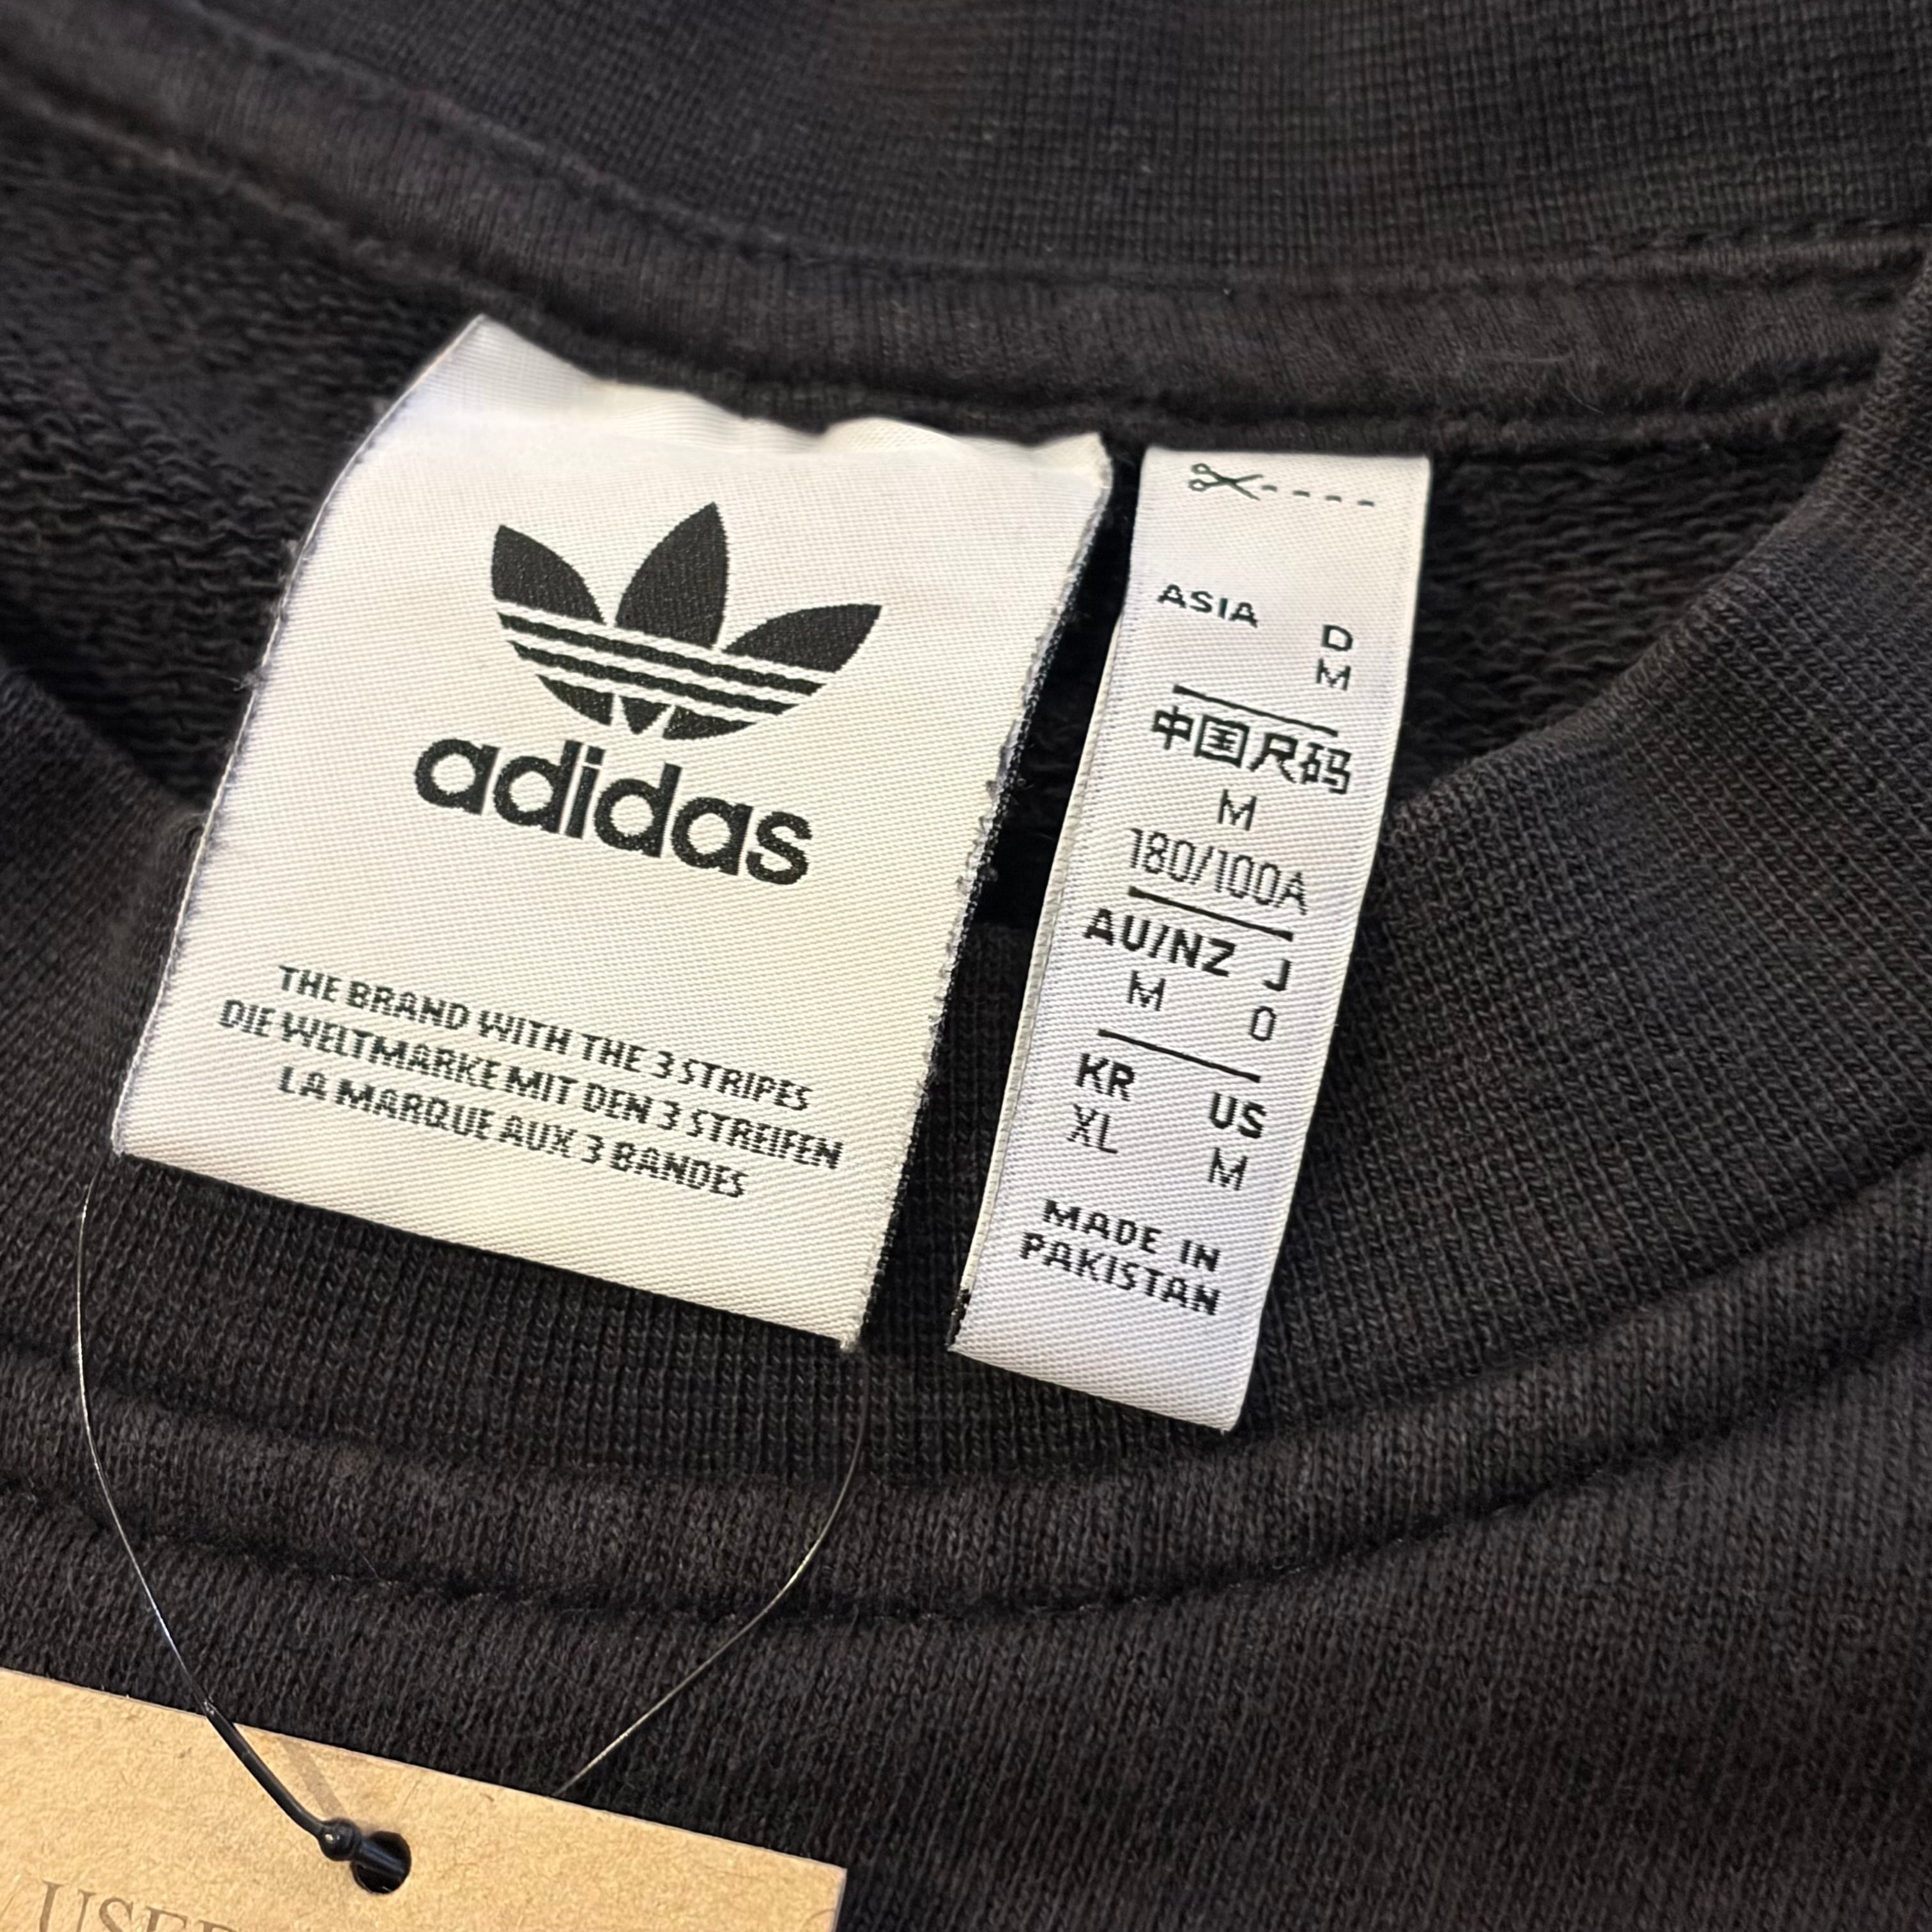 adidas
THE BRAND WITH THE 3 STRIPES
DIE WELTMARKE MIT DEN 3 STREIFEN
LA MARQUE AUX 3 BANDES
ASIA D
M
中国尺码
M
180/100A
AU/NZ J
M O
KR US
XL M
MADE IN
PAKISTAN
USED